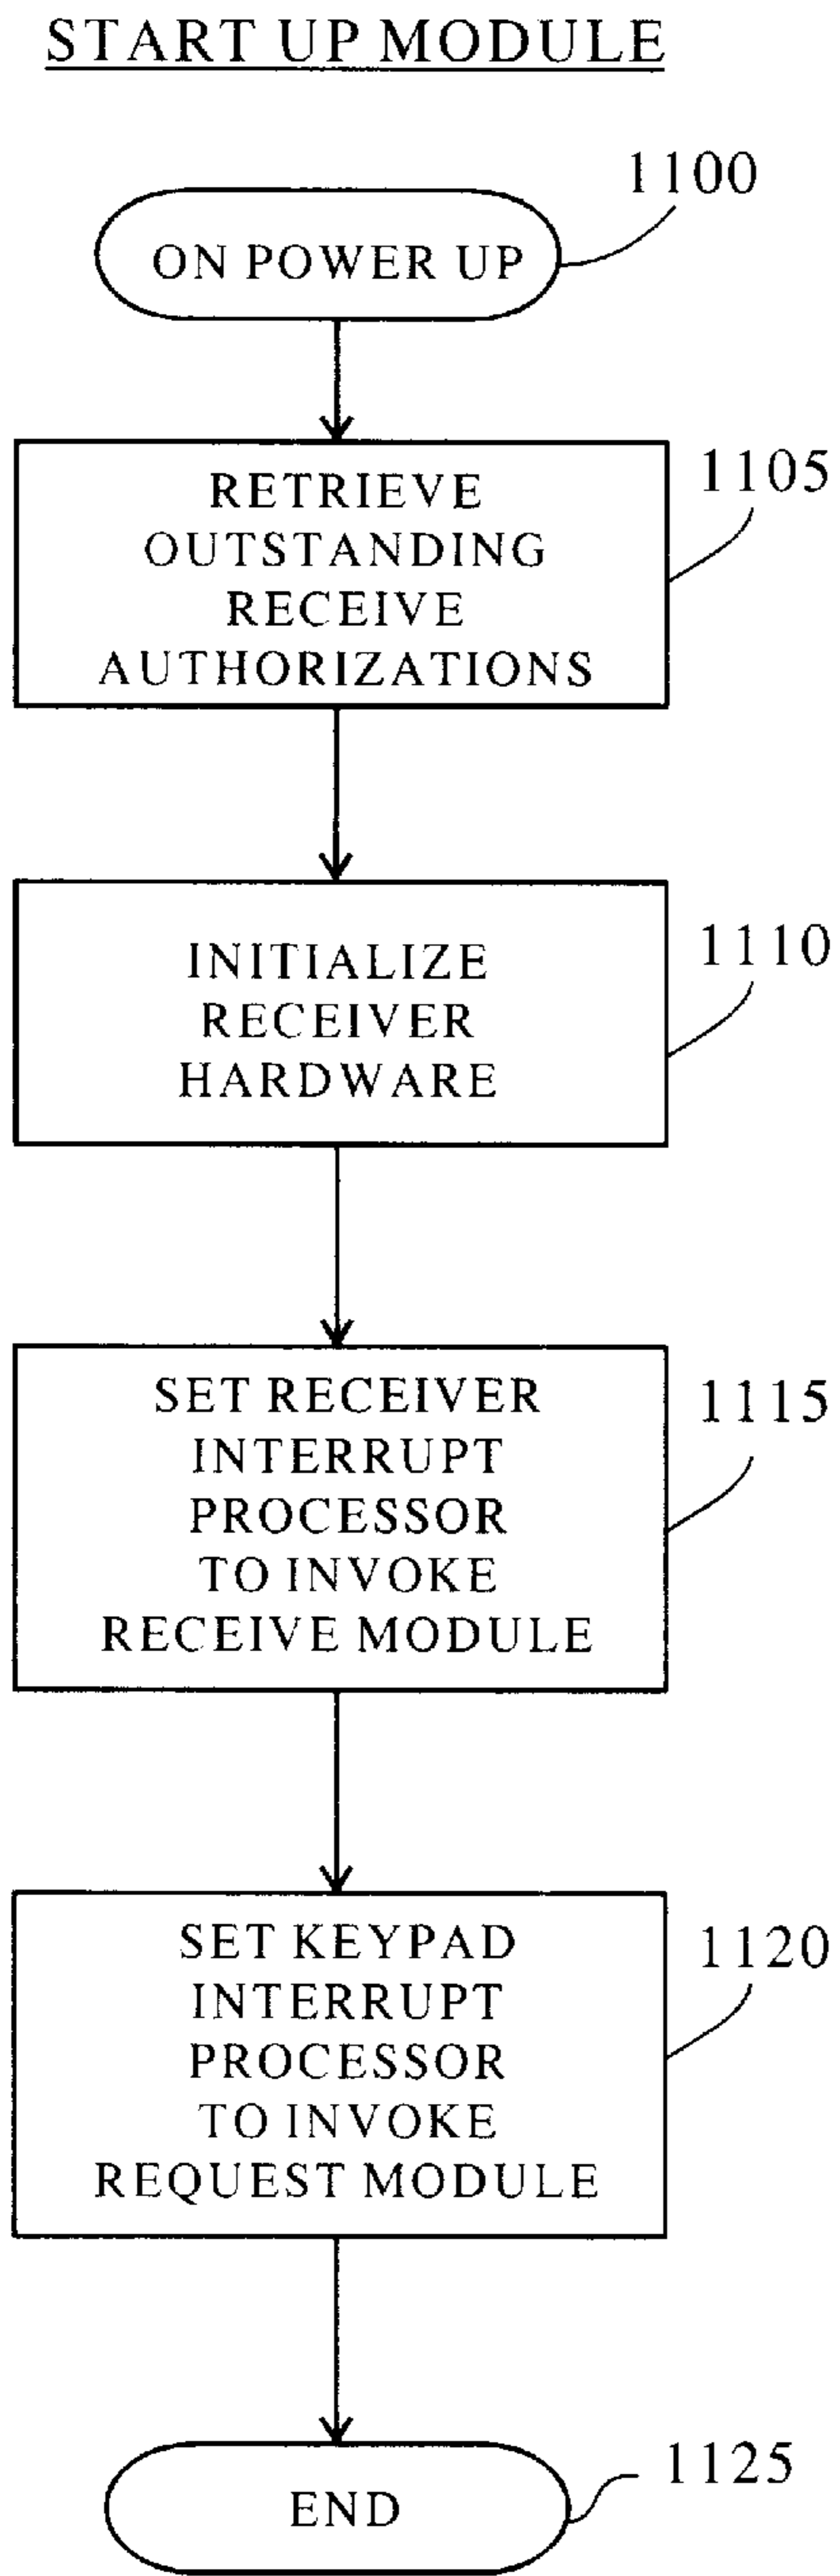 START UP MODULE
1100
ON POWER UP
1105
RETRIEVE
OUTSTANDING
RECEIVE
AUTHORIZATIONS
1110
INITIALIZE
RECEIVER
HARDWARE
1115
SET RECEIVER
INTERRUPT
PROCESSOR
TO INVOKE
RECEIVE MODULE
1120
SET KEYPAD
INTERRUPT
PROCESSOR
TO INVOKE
REQUEST MODULE
1125
END